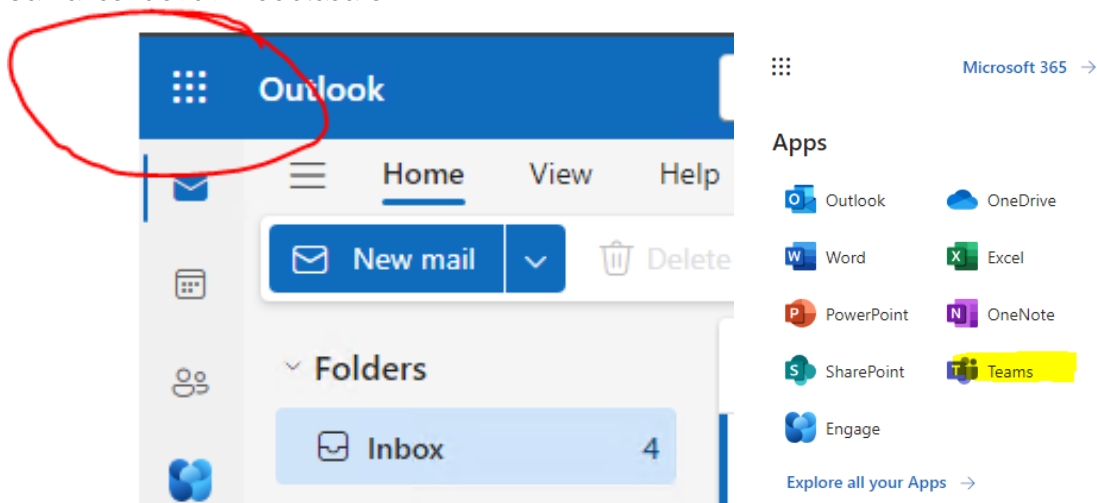 Outlook
Home View Help
New mail Delete
Folders
Inbox 4
Microsoft 365
Apps
Outlook OneDrive
Word Excel
PowerPoint OneNote
SharePoint Teams
Engage
Explore all your Apps